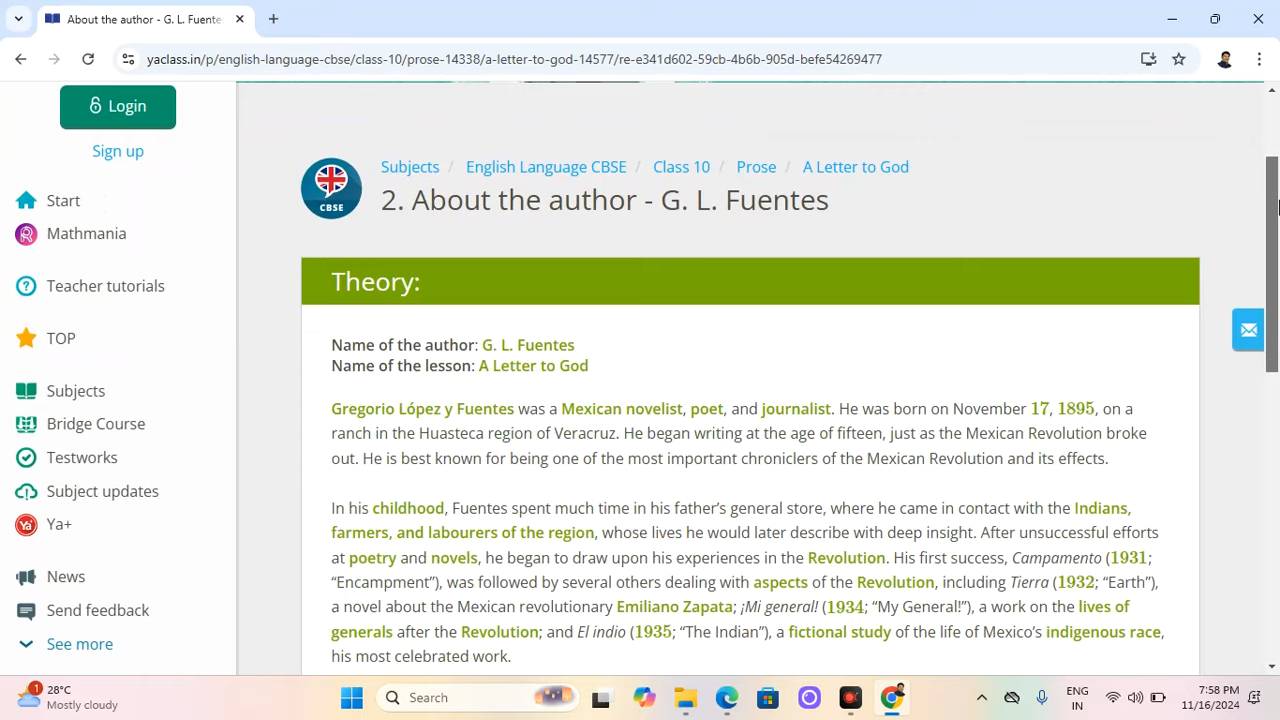 About the author - G. L. Fuente
yaclass.in/p/english-language-cbse/class-10/prose-14338/a-letter-to-god-14577/re-e341d602-59cb-4b6b-905d-befe54269477
Login
Sign up
Start
Mathmania
Teacher tutorials
TOP
Subjects
Bridge Course
Testworks
Subject updates
Ya+
News
Send feedback
See more
CBSE
Subjects / English Language CBSE / Class 10 / Prose / A Letter to God
2. About the author - G. L. Fuentes
Theory:
Name of the author: G. L. Fuentes
Name of the lesson: A Letter to God
Gregorio López y Fuentes was a Mexican novelist, poet, and journalist. He was born on November 17, 1895, on a
ranch in the Huasteca region of Veracruz. He began writing at the age of fifteen, just as the Mexican Revolution broke
out. He is best known for being one of the most important chroniclers of the Mexican Revolution and its effects.
In his childhood, Fuentes spent much time in his father's general store, where he came in contact with the Indians,
farmers, and labourers of the region, whose lives he would later describe with deep insight. After unsuccessful efforts
at poetry and novels, he began to draw upon his experiences in the Revolution. His first success, Campamento (1931;
“Encampment”), was followed by several others dealing with aspects of the Revolution, including Tierra (1932; “Earth”),
a novel about the Mexican revolutionary Emiliano Zapata; ¡Mi general! (1934; “My General!”), a work on the lives of
generals after the Revolution; and El indio (1935; “The Indian”), a fictional study of the life of Mexico’s indigenous race,
his most celebrated work.
1
28°C
Mostly cloudy
Search
ENG
IN
7:58 PM
11/16/2024